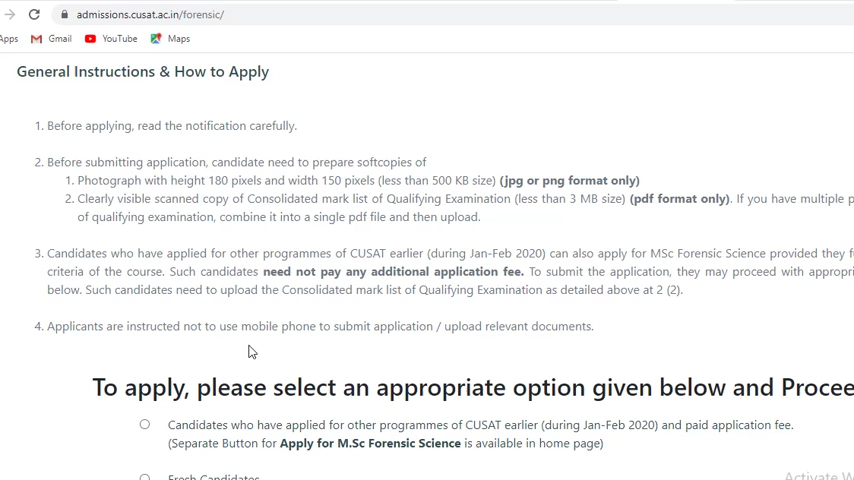 admissions.cusat.ac.in/forensic/
Apps Gmail YouTube Maps
General Instructions & How to Apply
1. Before applying, read the notification carefully.
2. Before submitting application, candidate need to prepare softcopies of
1. Photograph with height 180 pixels and width 150 pixels (less than 500 KB size) (jpg or png format only)
2. Clearly visible scanned copy of Consolidated mark list of Qualifying Examination (less than 3 MB size) (pdf format only). If you have multiple p
of qualifying examination, combine it into a single pdf file and then upload.
3. Candidates who have applied for other programmes of CUSAT earlier (during Jan-Feb 2020) can also apply for MSc Forensic Science provided they fu
criteria of the course. Such candidates need not pay any additional application fee. To submit the application, they may proceed with appropri
below. Such candidates need to upload the Consolidated mark list of Qualifying Examination as detailed above at 2 (2).
4. Applicants are instructed not to use mobile phone to submit application / upload relevant documents.
To apply, please select an appropriate option given below and Procee
Candidates who have applied for other programmes of CUSAT earlier (during Jan-Feb 2020) and paid application fee.
(Separate Button for Apply for M.Sc Forensic Science is available in home page)
Fresh Candidates
Activate W